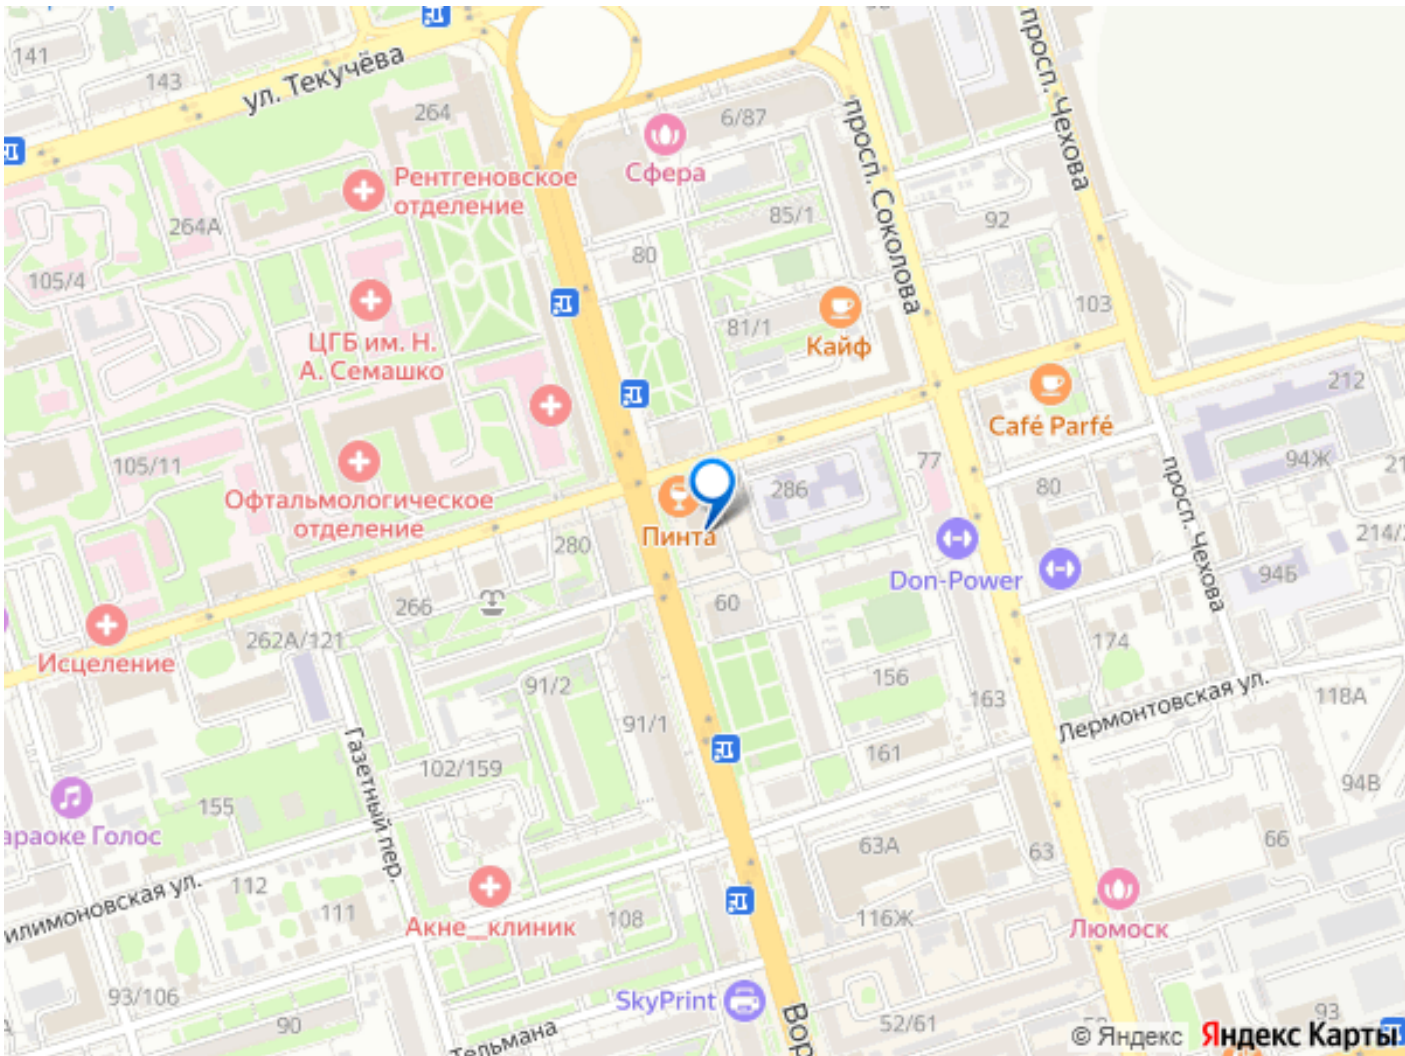 141
143
ул. Текучёва
264
6/87
просп. Чехова
просп. Соколова
Сфера
Рентгеновское
отделение
264А
85/1
92
80
105/4
81/1
103
Кайф
ЦГБ им. Н.
А. Семашко
212
Café Parfé
105/11
77
94Ж
286
80
Офтальмологическое
отделение
Пинта
просп. Чехова
280
Don-Power
94Б
266
60
262А/121
174
Исцеление
91/2
156
163
Лермонтовская ул.
118А
91/1
Газетный пер.
102/159
161
94В
155
араоке Голос
63А
63
66
112
111
илимоновская ул.
Акне_клиник
108
116Ж
Люмоск
93/106
SkyPrint
90
Тельмана
Вор
52/61
93
© Яндекс
Яндекс Карты